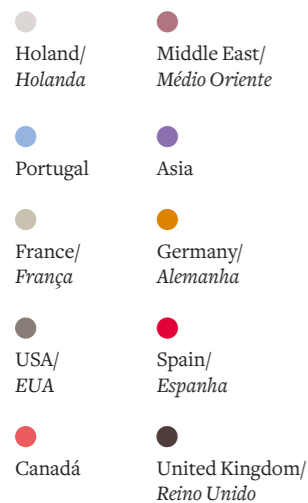 Holand/
Holanda
Middle East/
Médio Oriente
Portugal
Asia
France/
França
Germany/
Alemanha
USA/
EUA
Spain/
Espanha
Canadá
United Kingdom/
Reino Unido